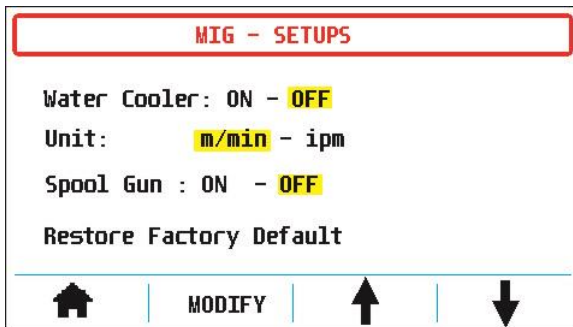 MIG - SETUPS
Water Cooler: ON - OFF
Unit: m/min - ipm
Spool Gun : ON - OFF
Restore Factory Default
MODIFY